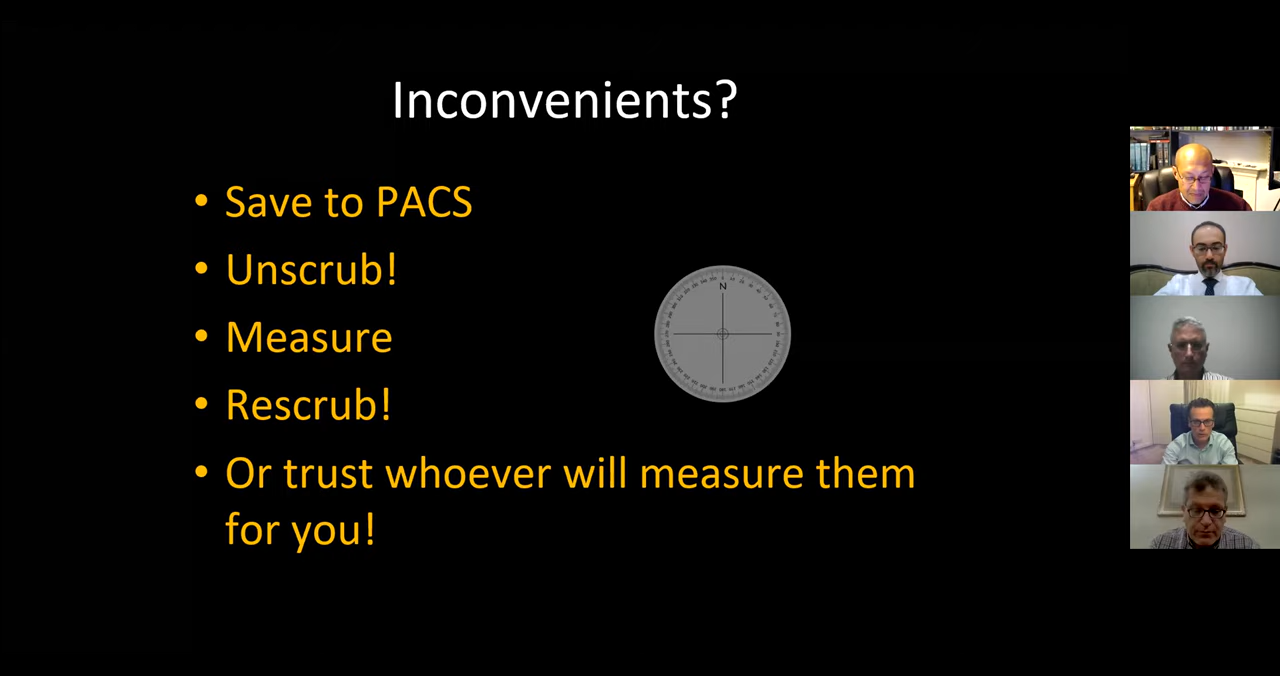 Inconvenients?
• Save to PACS
• Unscrub!
• Measure
• Rescrub!
• Or trust whoever will measure them
for you!
N